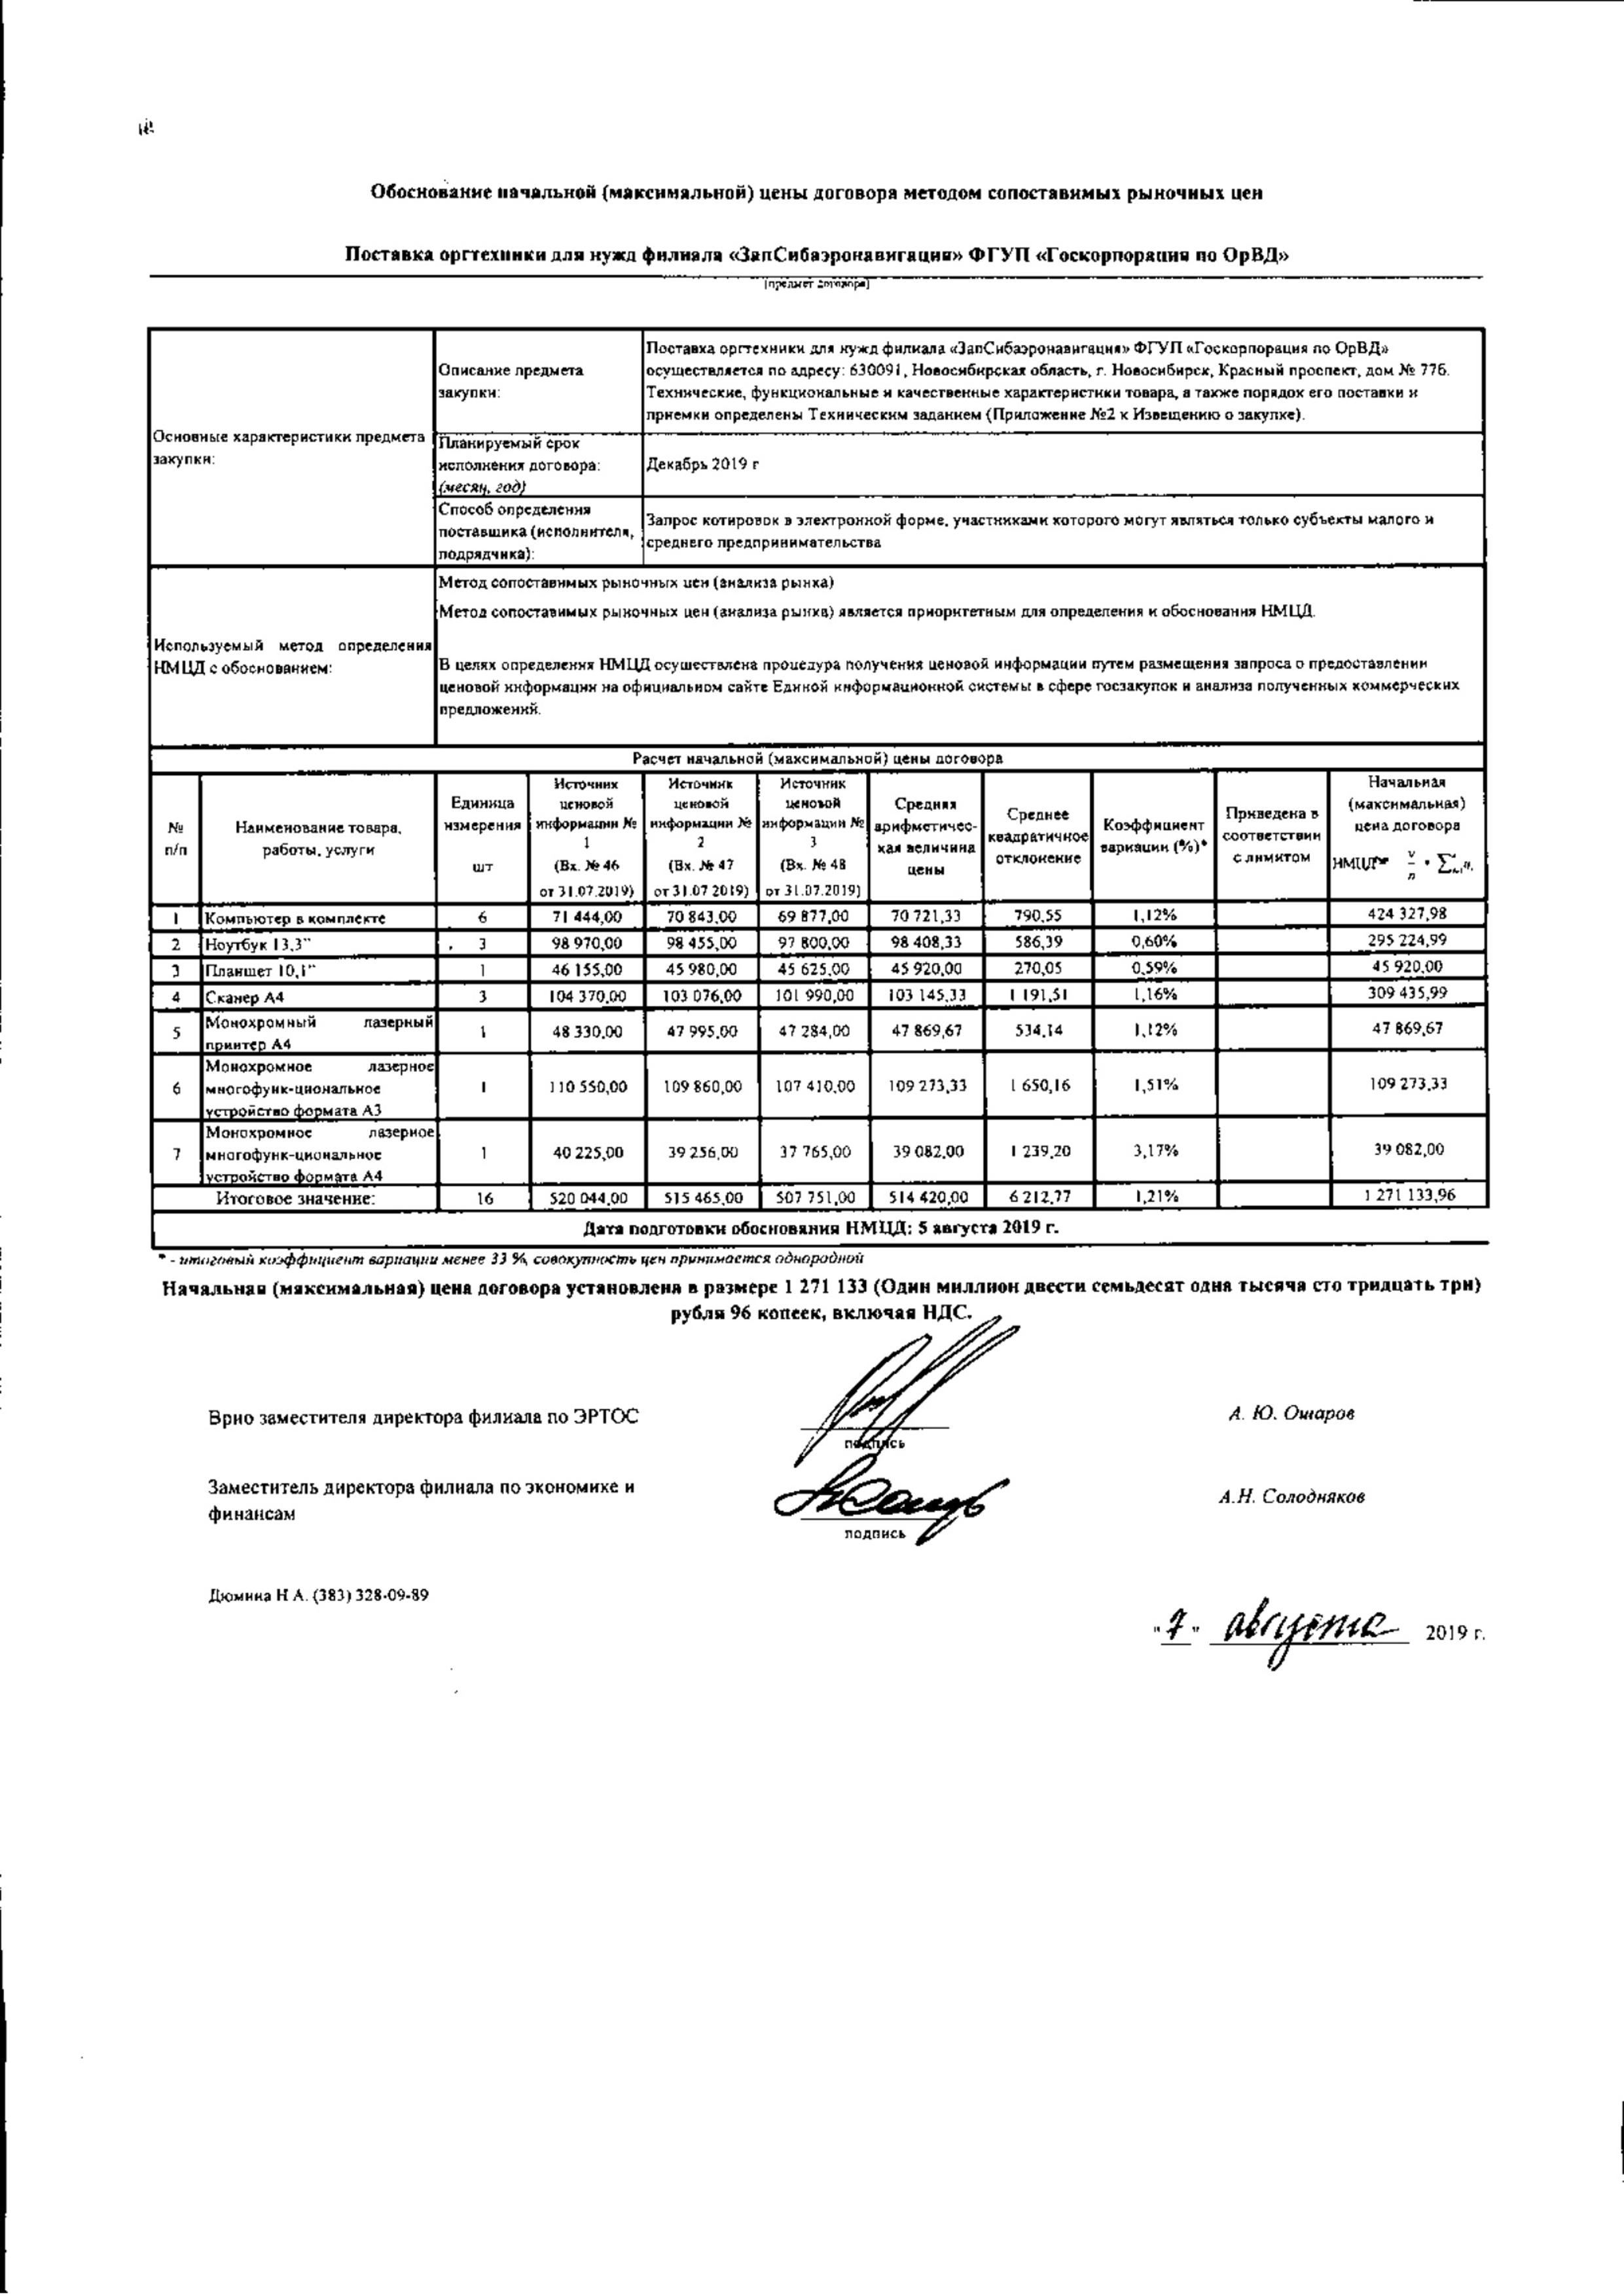 Обоснование начальной (максимальной) цены договора методом сопоставимых рыночных цен
Поставка оргтехники для нужд филиала «ЗапСибаэронавигация» ФГУП «Госкорпорация по ОрВД»
(предмет договора)
Основные характеристики предмета закупки:
Описание предмета закупки:
Поставка оргтехники для нужд филиала «ЗапСибаэронавигация» ФГУП «Госкорпорация по ОрВД»
осуществляется по адресу: 630091, Новосибирская область, г. Новосибирск, Красный проспект, дом № 77б.
Технические, функциональные и качественные характеристики товара, а также порядок его поставки и
приемки определены Техническим заданием (Приложение №2 к Извещению о закупке).
Планируемый срок
исполнения договора:
(месяц, год)
Декабрь 2019 г
Способ определения
поставщика (исполнителя,
подрядчика):
Запрос котировок в электронной форме, участниками которого могут являться только субъекты малого и
среднего предпринимательства
Используемый метод определения
НМЦД с обоснованием:
Метод сопоставимых рыночных цен (анализа рынка)
Метод сопоставимых рыночных цен (анализа рынка) является приоритетным для определения и обоснования НМЦД.
В целях определения НМЦД осуществлена процедура получения ценовой информации путем размещения запроса о предоставлении
ценовой информации на официальном сайте Единой информационной системы в сфере госзакупок и анализа полученных коммерческих
предложений.
Расчет начальной (максимальной) цены договора
№ п/п
Наименование товара, работы, услуги
Единица измерения шт
Источник ценовой информации № 1 (Вх. № 46 от 31.07.2019)
Источник ценовой информации № 2 (Вх. № 47 от 31.07.2019)
Источник ценовой информации № 3 (Вх. № 48 от 31.07.2019)
Средняя арифметичес-кая величина цены
Среднее квадратичное отклонение
Коэффициент вариации (%)*
Приведена в соответствии с лимитом
Начальная (максимальная) цена договора
1 Компьютер в комплекте 6 71 444,00 70 843,00 69 877,00 70 721,33 790,55 1,12% 424 327,98
2 Ноутбук 13,3" 3 98 970,00 98 455,00 97 800,00 98 408,33 586,39 0,60% 295 224,99
3 Планшет 10,1" 1 46 155,00 45 980,00 45 625,00 45 920,00 270,05 0,59% 45 920,00
4 Сканер А4 3 104 370,00 103 076,00 101 990,00 103 145,33 1 191,51 1,16% 309 435,99
5 Монохромный лазерный принтер А4 1 48 330,00 47 995,00 47 284,00 47 869,67 534,14 1,12% 47 869,67
6 Монохромное лазерное многофунк-циональное устройство формата А3 1 110 550,00 109 860,00 107 410,00 109 273,33 1 650,16 1,51% 109 273,33
7 Монохромное лазерное многофунк-циональное устройство формата А4 1 40 225,00 39 256,00 37 765,00 39 082,00 1 239,20 3,17% 39 082,00
Итоговое значение: 16 520 044,00 515 465,00 507 751,00 514 420,00 6 212,77 1,21% 1 271 133,96
Дата подготовки обоснования НМЦД: 5 августа 2019 г.
* - итоговый коэффициент вариации менее 33 %, совокупность цен принимается однородной
Начальная (максимальная) цена договора установлена в размере 1 271 133 (Один миллион двести семьдесят одна тысяча сто тридцать три)
рубля 96 копеек, включая НДС.
Врио заместителя директора филиала по ЭРТОС
подпись
А. Ю. Ошаров
Заместитель директора филиала по экономике и
финансам
подпись
А.Н. Солодняков
Дюмина Н А. (383) 328-09-89
"7" августа 2019 г.